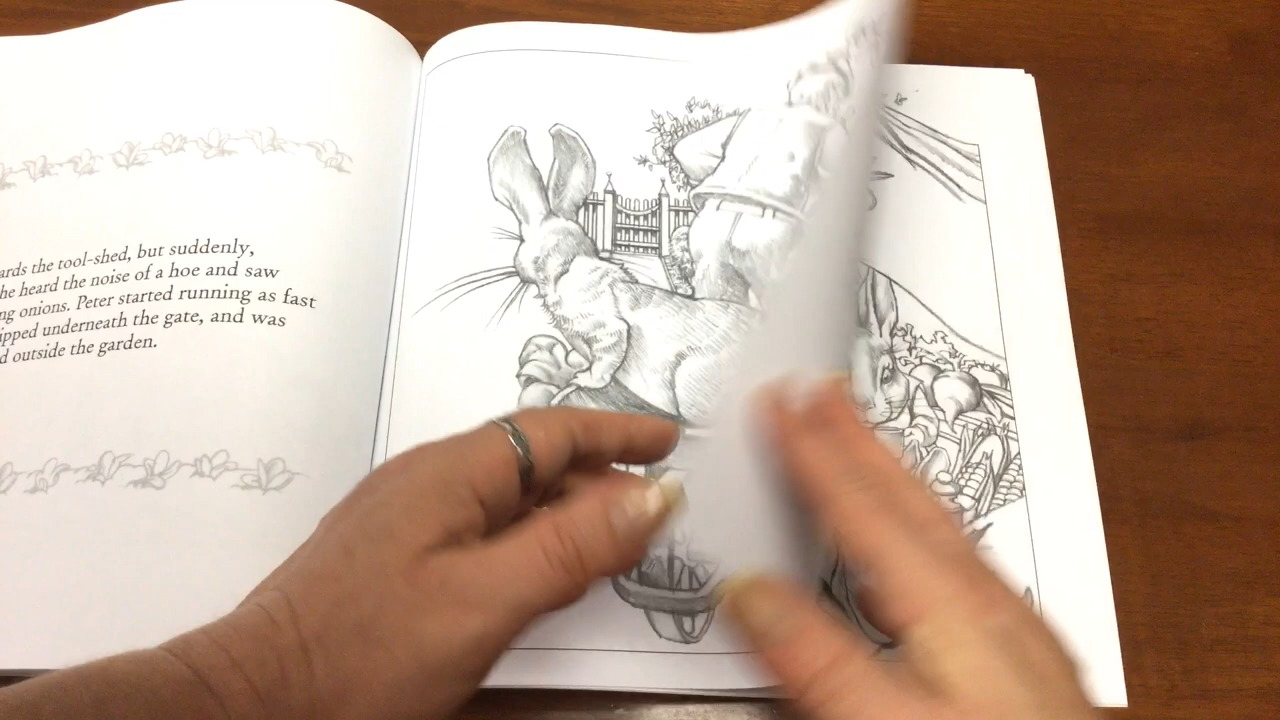 ards the tool-shed, but suddenly,
he heard the noise of a hoe and saw
ng onions. Peter started running as fast
ipped underneath the gate, and was
d outside the garden.